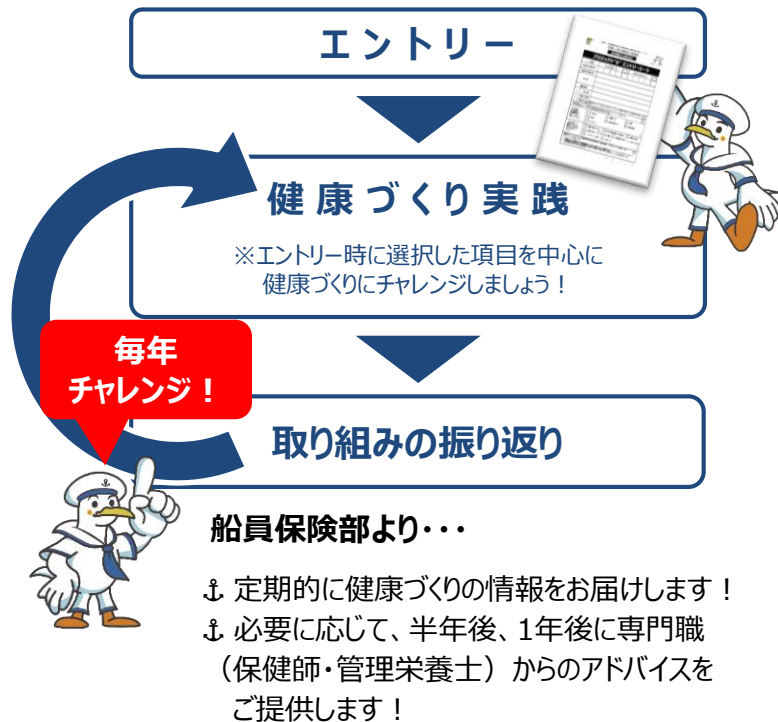 エントリー
健康づくり実践
※エントリー時に選択した項目を中心に
健康づくりにチャレンジしましょう！
毎年
チャレンジ！
取り組みの振り返り
船員保険部より・・・
⚓ 定期的に健康づくりの情報をお届けします！
⚓ 必要に応じて、半年後、1年後に専門職
（保健師・管理栄養士）からのアドバイスを
ご提供します！